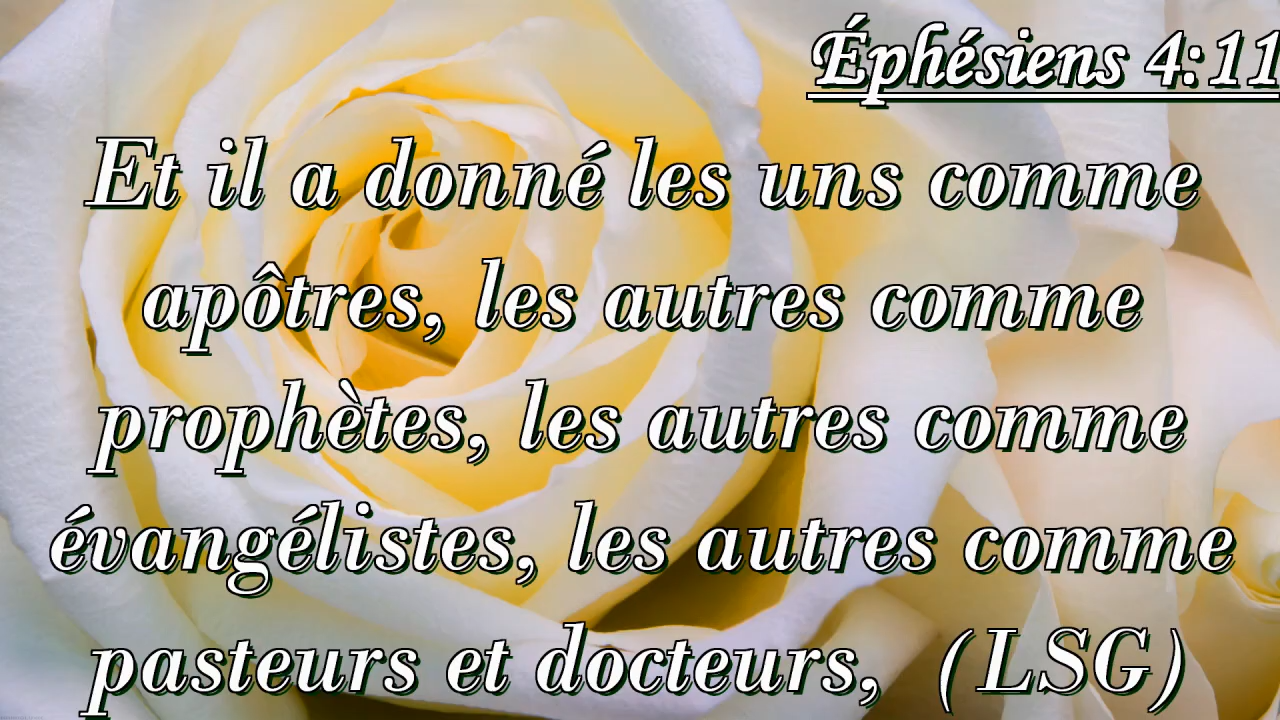 Éphésiens 4:11
Et il a donné les uns comme
apôtres, les autres comme
prophètes, les autres comme
évangélistes, les autres comme
pasteurs et docteurs,  (LSG)